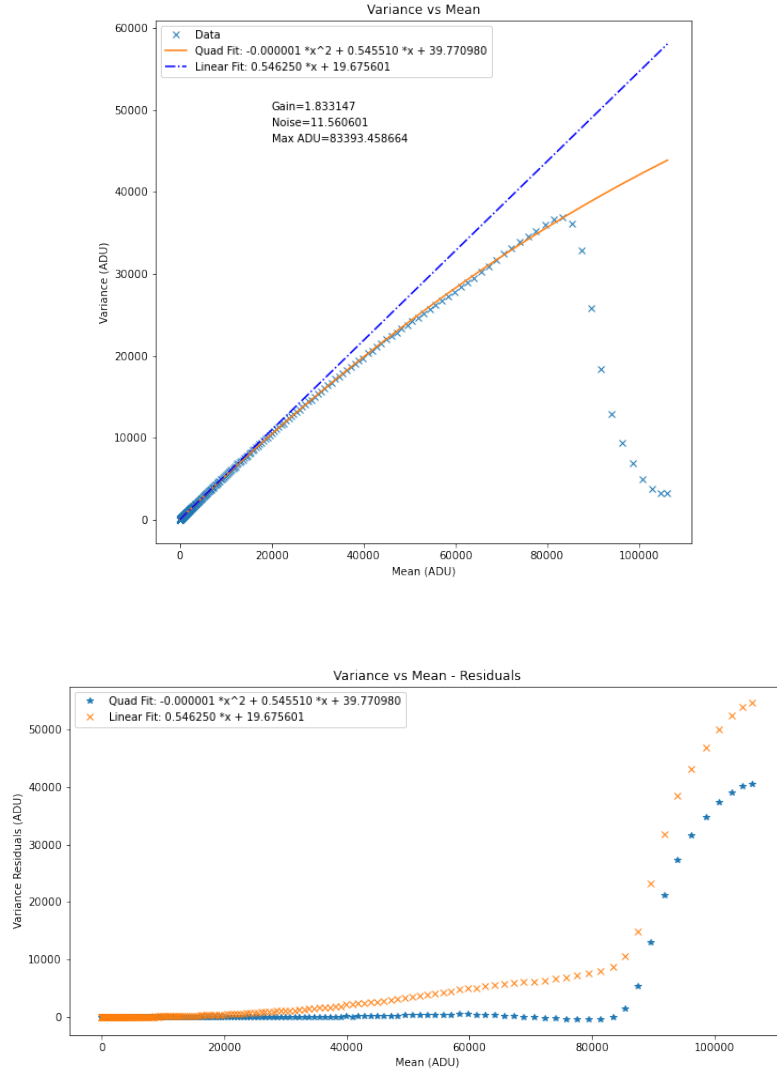 Variance vs Mean
60000
50000
40000
30000
20000
10000
0
Variance (ADU)
Data
Quad Fit: -0.000001 *x^2 + 0.545510 *x + 39.770980
Linear Fit: 0.546250 *x + 19.675601
Gain=1.833147
Noise=11.560601
Max ADU=83393.458664
0 20000 40000 60000 80000 100000
Mean (ADU)
Variance vs Mean - Residuals
50000
40000
30000
20000
10000
0
Variance Residuals (ADU)
Quad Fit: -0.000001 *x^2 + 0.545510 *x + 39.770980
Linear Fit: 0.546250 *x + 19.675601
0 20000 40000 60000 80000 100000
Mean (ADU)